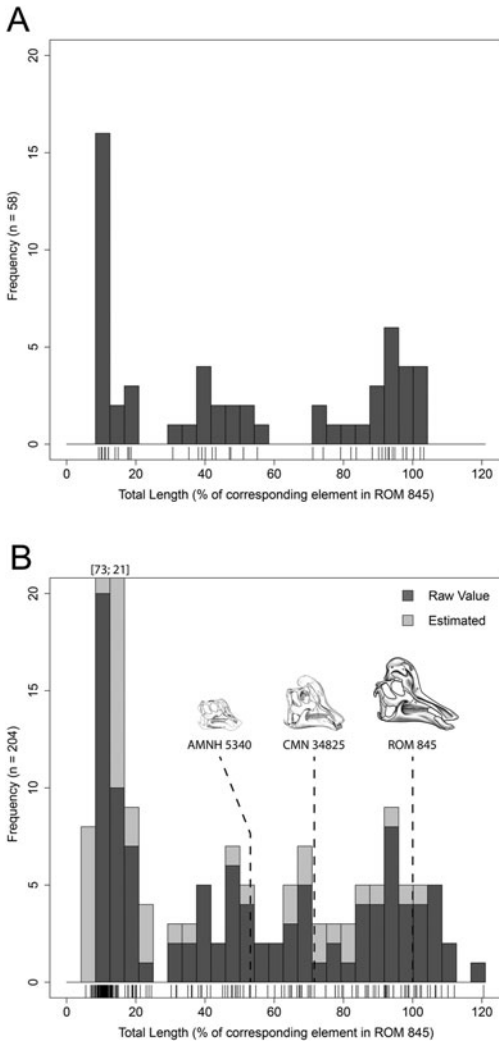 A
20
15
10
5
0
Frequency (n = 58)
0 20 40 60 80 100 120
Total Length (% of corresponding element in ROM 845)
B
[73; 21]
20
15
10
5
0
Frequency (n = 204)
Raw Value
Estimated
AMNH 5340 CMN 34825 ROM 845
0 20 40 60 80 100 120
Total Length (% of corresponding element in ROM 845)